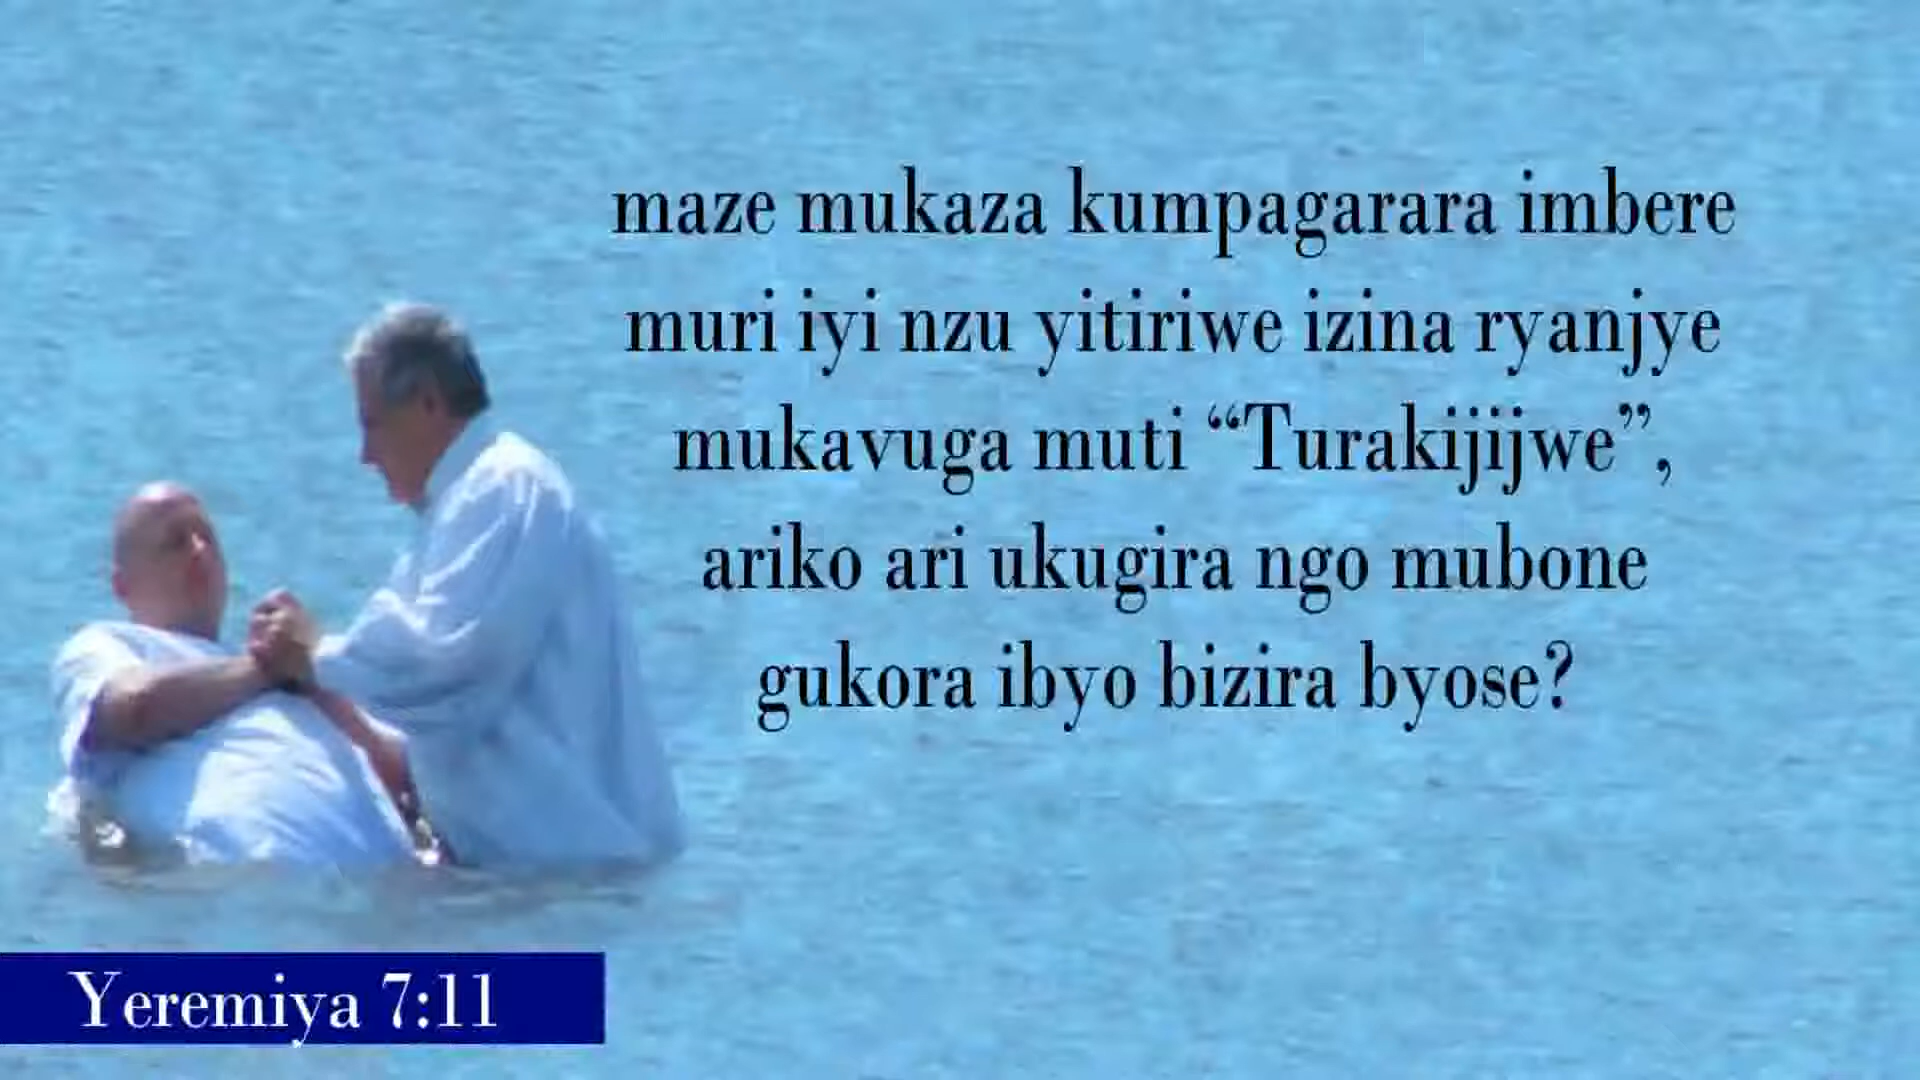 maze mukaza kumpagarara imbere
muri iyi nzu yitiriwe izina ryanjye
mukavuga muti “Turakijijwe”,
ariko ari ukugira ngo mubone
gukora ibyo bizira byose?
Yeremiya 7:11